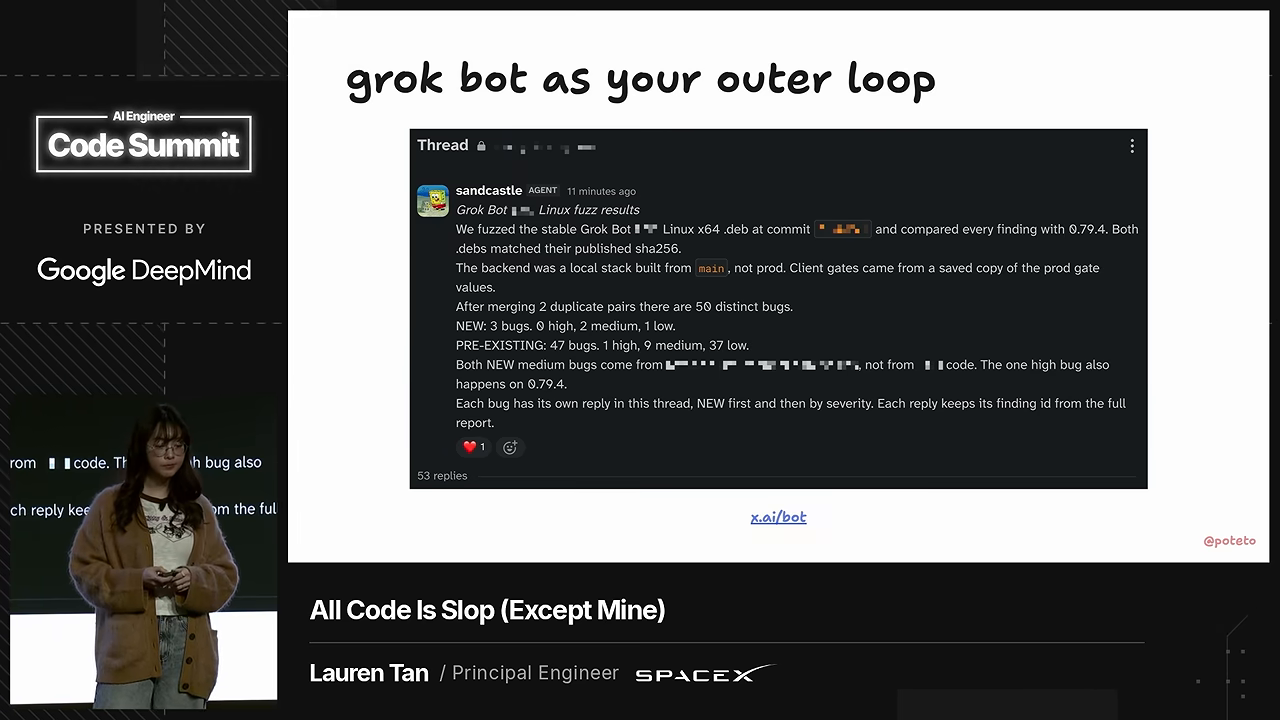 AI Engineer
Code Summit
PRESENTED BY
Google DeepMind
grok bot as your outer loop
Thread
sandcastle AGENT 11 minutes ago
Grok Bot Linux fuzz results
We fuzzed the stable Grok Bot Linux x64 .deb at commit and compared every finding with 0.79.4. Both
.debs matched their published sha256.
The backend was a local stack built from main, not prod. Client gates came from a saved copy of the prod gate
values.
After merging 2 duplicate pairs there are 50 distinct bugs.
NEW: 3 bugs. 0 high, 2 medium, 1 low.
PRE-EXISTING: 47 bugs. 1 high, 9 medium, 37 low.
Both NEW medium bugs come from , not from code. The one high bug also
happens on 0.79.4.
Each bug has its own reply in this thread, NEW first and then by severity. Each reply keeps its finding id from the full
report.
1
53 replies
x.ai/bot
@poteto
rom code. Th h bug also
ch reply kee om the ful
All Code Is Slop (Except Mine)
Lauren Tan / Principal Engineer SPACEX